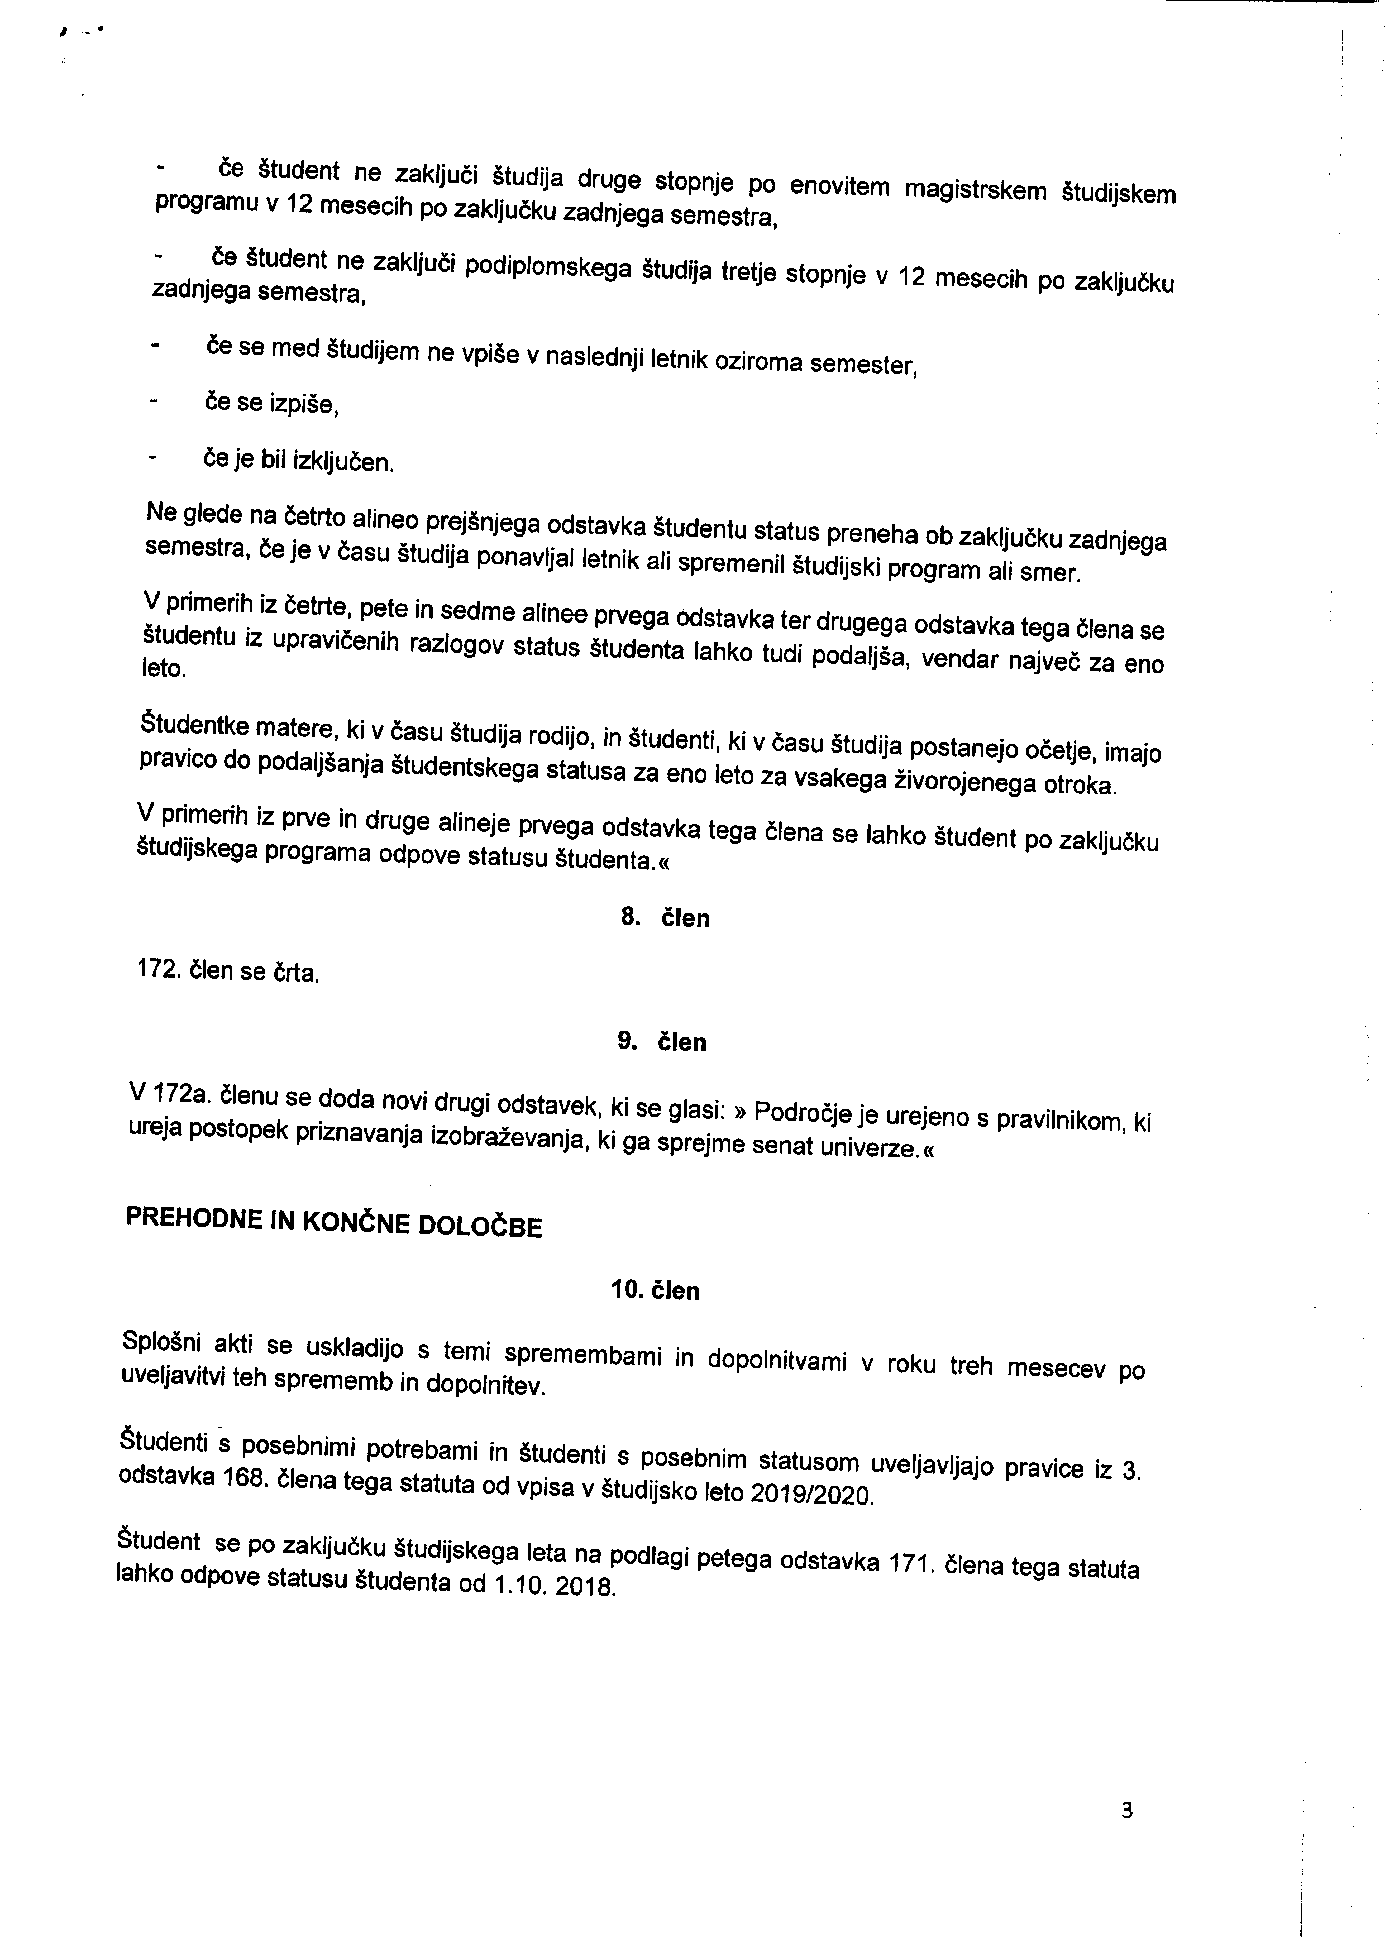 - če študent ne zaključi študija druge stopnje po enovitem magistrskem študijskem
programu v 12 mesecih po zaključku zadnjega semestra,
- če študent ne zaključi podiplomskega študija tretje stopnje v 12 mesecih po zaključku
zadnjega semestra,
- če se med študijem ne vpiše v naslednji letnik oziroma semester,
- če se izpiše,
- če je bil izključen.
Ne glede na četrto alineo prejšnjega odstavka študentu status preneha ob zaključku zadnjega
semestra, če je v času študija ponavljal letnik ali spremenil študijski program ali smer.
V primerih iz četrte, pete in sedme alinee prvega odstavka ter drugega odstavka tega člena se
študentu iz upravičenih razlogov status študenta lahko tudi podaljša, vendar največ za eno
leto.
Študentke matere, ki v času študija rodijo, in študenti, ki v času študija postanejo očetje, imajo
pravico do podaljšanja študentskega statusa za eno leto za vsakega živorojenega otroka.
V primerih iz prve in druge alineje prvega odstavka tega člena se lahko študent po zaključku
študijskega programa odpove statusu študenta.«
8. člen
172. člen se črta.
9. člen
V 172a. členu se doda novi drugi odstavek, ki se glasi: » Področje je urejeno s pravilnikom, ki
ureja postopek priznavanja izobraževanja, ki ga sprejme senat univerze.«
PREHODNE IN KONČNE DOLOČBE
10. člen
Splošni akti se uskladijo s temi spremembami in dopolnitvami v roku treh mesecev po
uveljavitvi teh sprememb in dopolnitev.
Študenti s posebnimi potrebami in študenti s posebnim statusom uveljavljajo pravice iz 3.
odstavka 168. člena tega statuta od vpisa v študijsko leto 2019/2020.
Študent se po zaključku študijskega leta na podlagi petega odstavka 171. člena tega statuta
lahko odpove statusu študenta od 1.10. 2018.
3